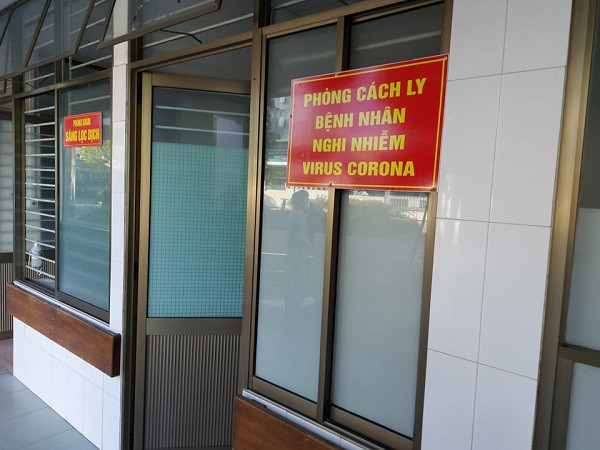 PHÒNG KHÁM
SÀNG LỌC DỊCH
PHÒNG CÁCH LY
BỆNH NHÂN
NGHI NHIỄM
VIRUS CORONA